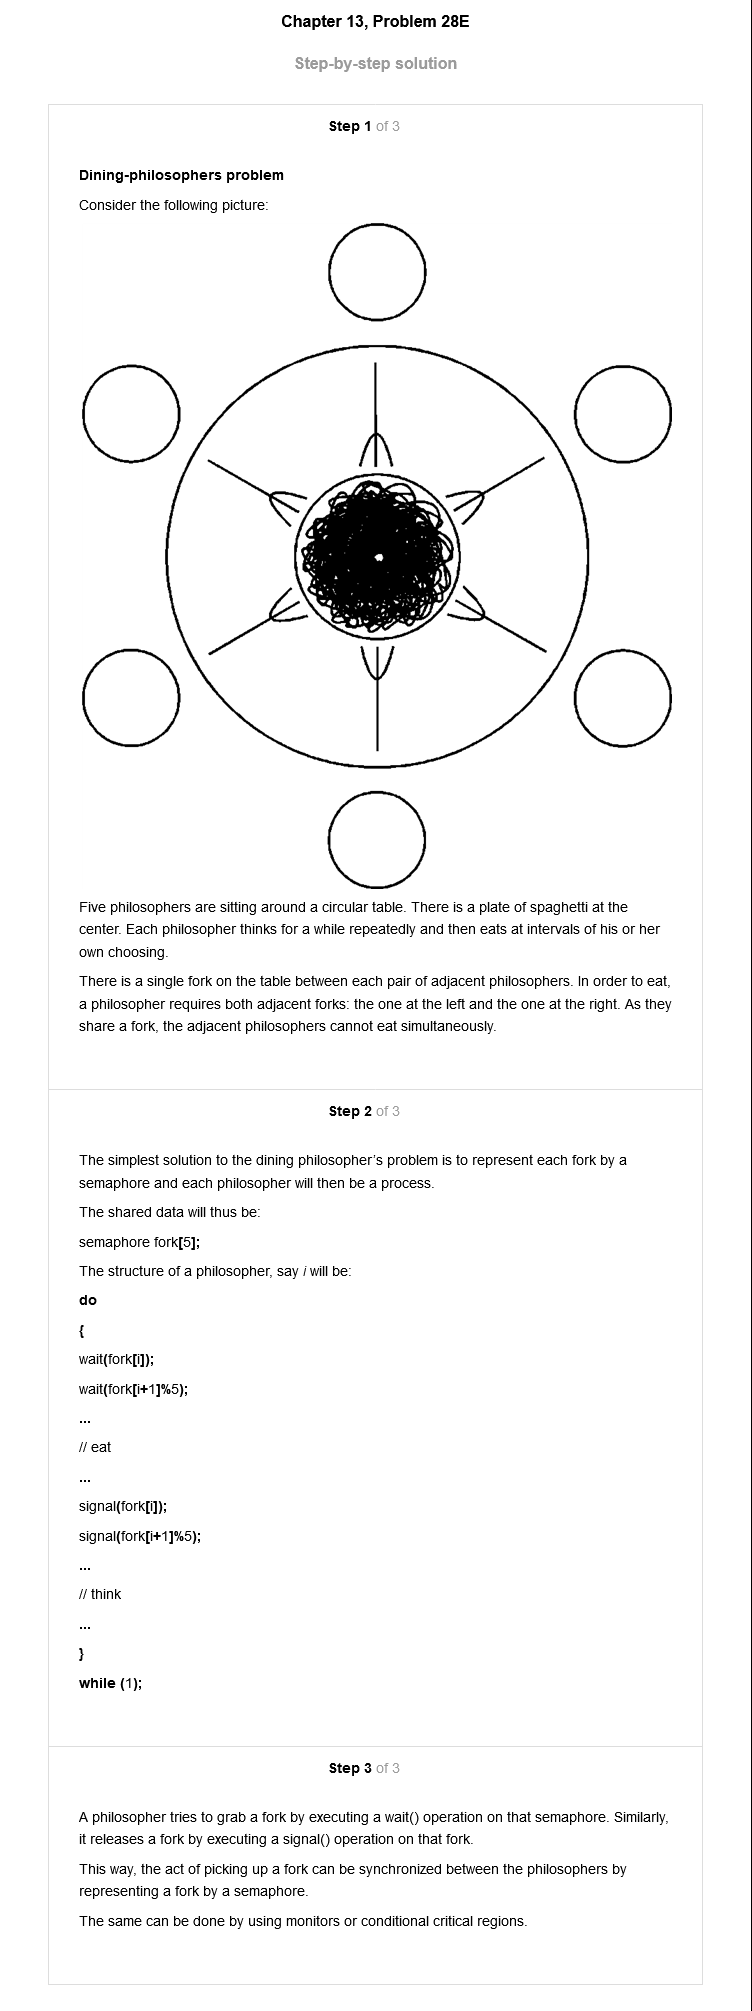 Chapter 13, Problem 28E
Step-by-step solution
Step 1 of 3
Dining-philosophers problem
Consider the following picture:
Five philosophers are sitting around a circular table. There is a plate of spaghetti at the
center. Each philosopher thinks for a while repeatedly and then eats at intervals of his or her
own choosing.
There is a single fork on the table between each pair of adjacent philosophers. In order to eat,
a philosopher requires both adjacent forks: the one at the left and the one at the right. As they
share a fork, the adjacent philosophers cannot eat simultaneously.
Step 2 of 3
The simplest solution to the dining philosopher’s problem is to represent each fork by a
semaphore and each philosopher will then be a process.
The shared data will thus be:
semaphore fork[5];
The structure of a philosopher, say i will be:
do
{
wait(fork[i]);
wait(fork[i+1]%5);
...
// eat
...
signal(fork[i]);
signal(fork[i+1]%5);
...
// think
...
}
while (1);
Step 3 of 3
A philosopher tries to grab a fork by executing a wait() operation on that semaphore. Similarly,
it releases a fork by executing a signal() operation on that fork.
This way, the act of picking up a fork can be synchronized between the philosophers by
representing a fork by a semaphore.
The same can be done by using monitors or conditional critical regions.